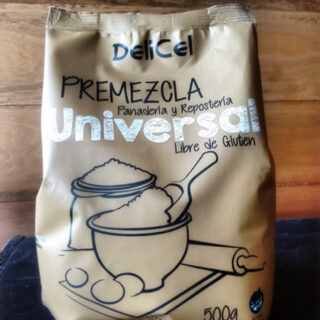 DeliCel
PREMEZCLA
Panadería y Repostería
Universal
Libre de Gluten
500g